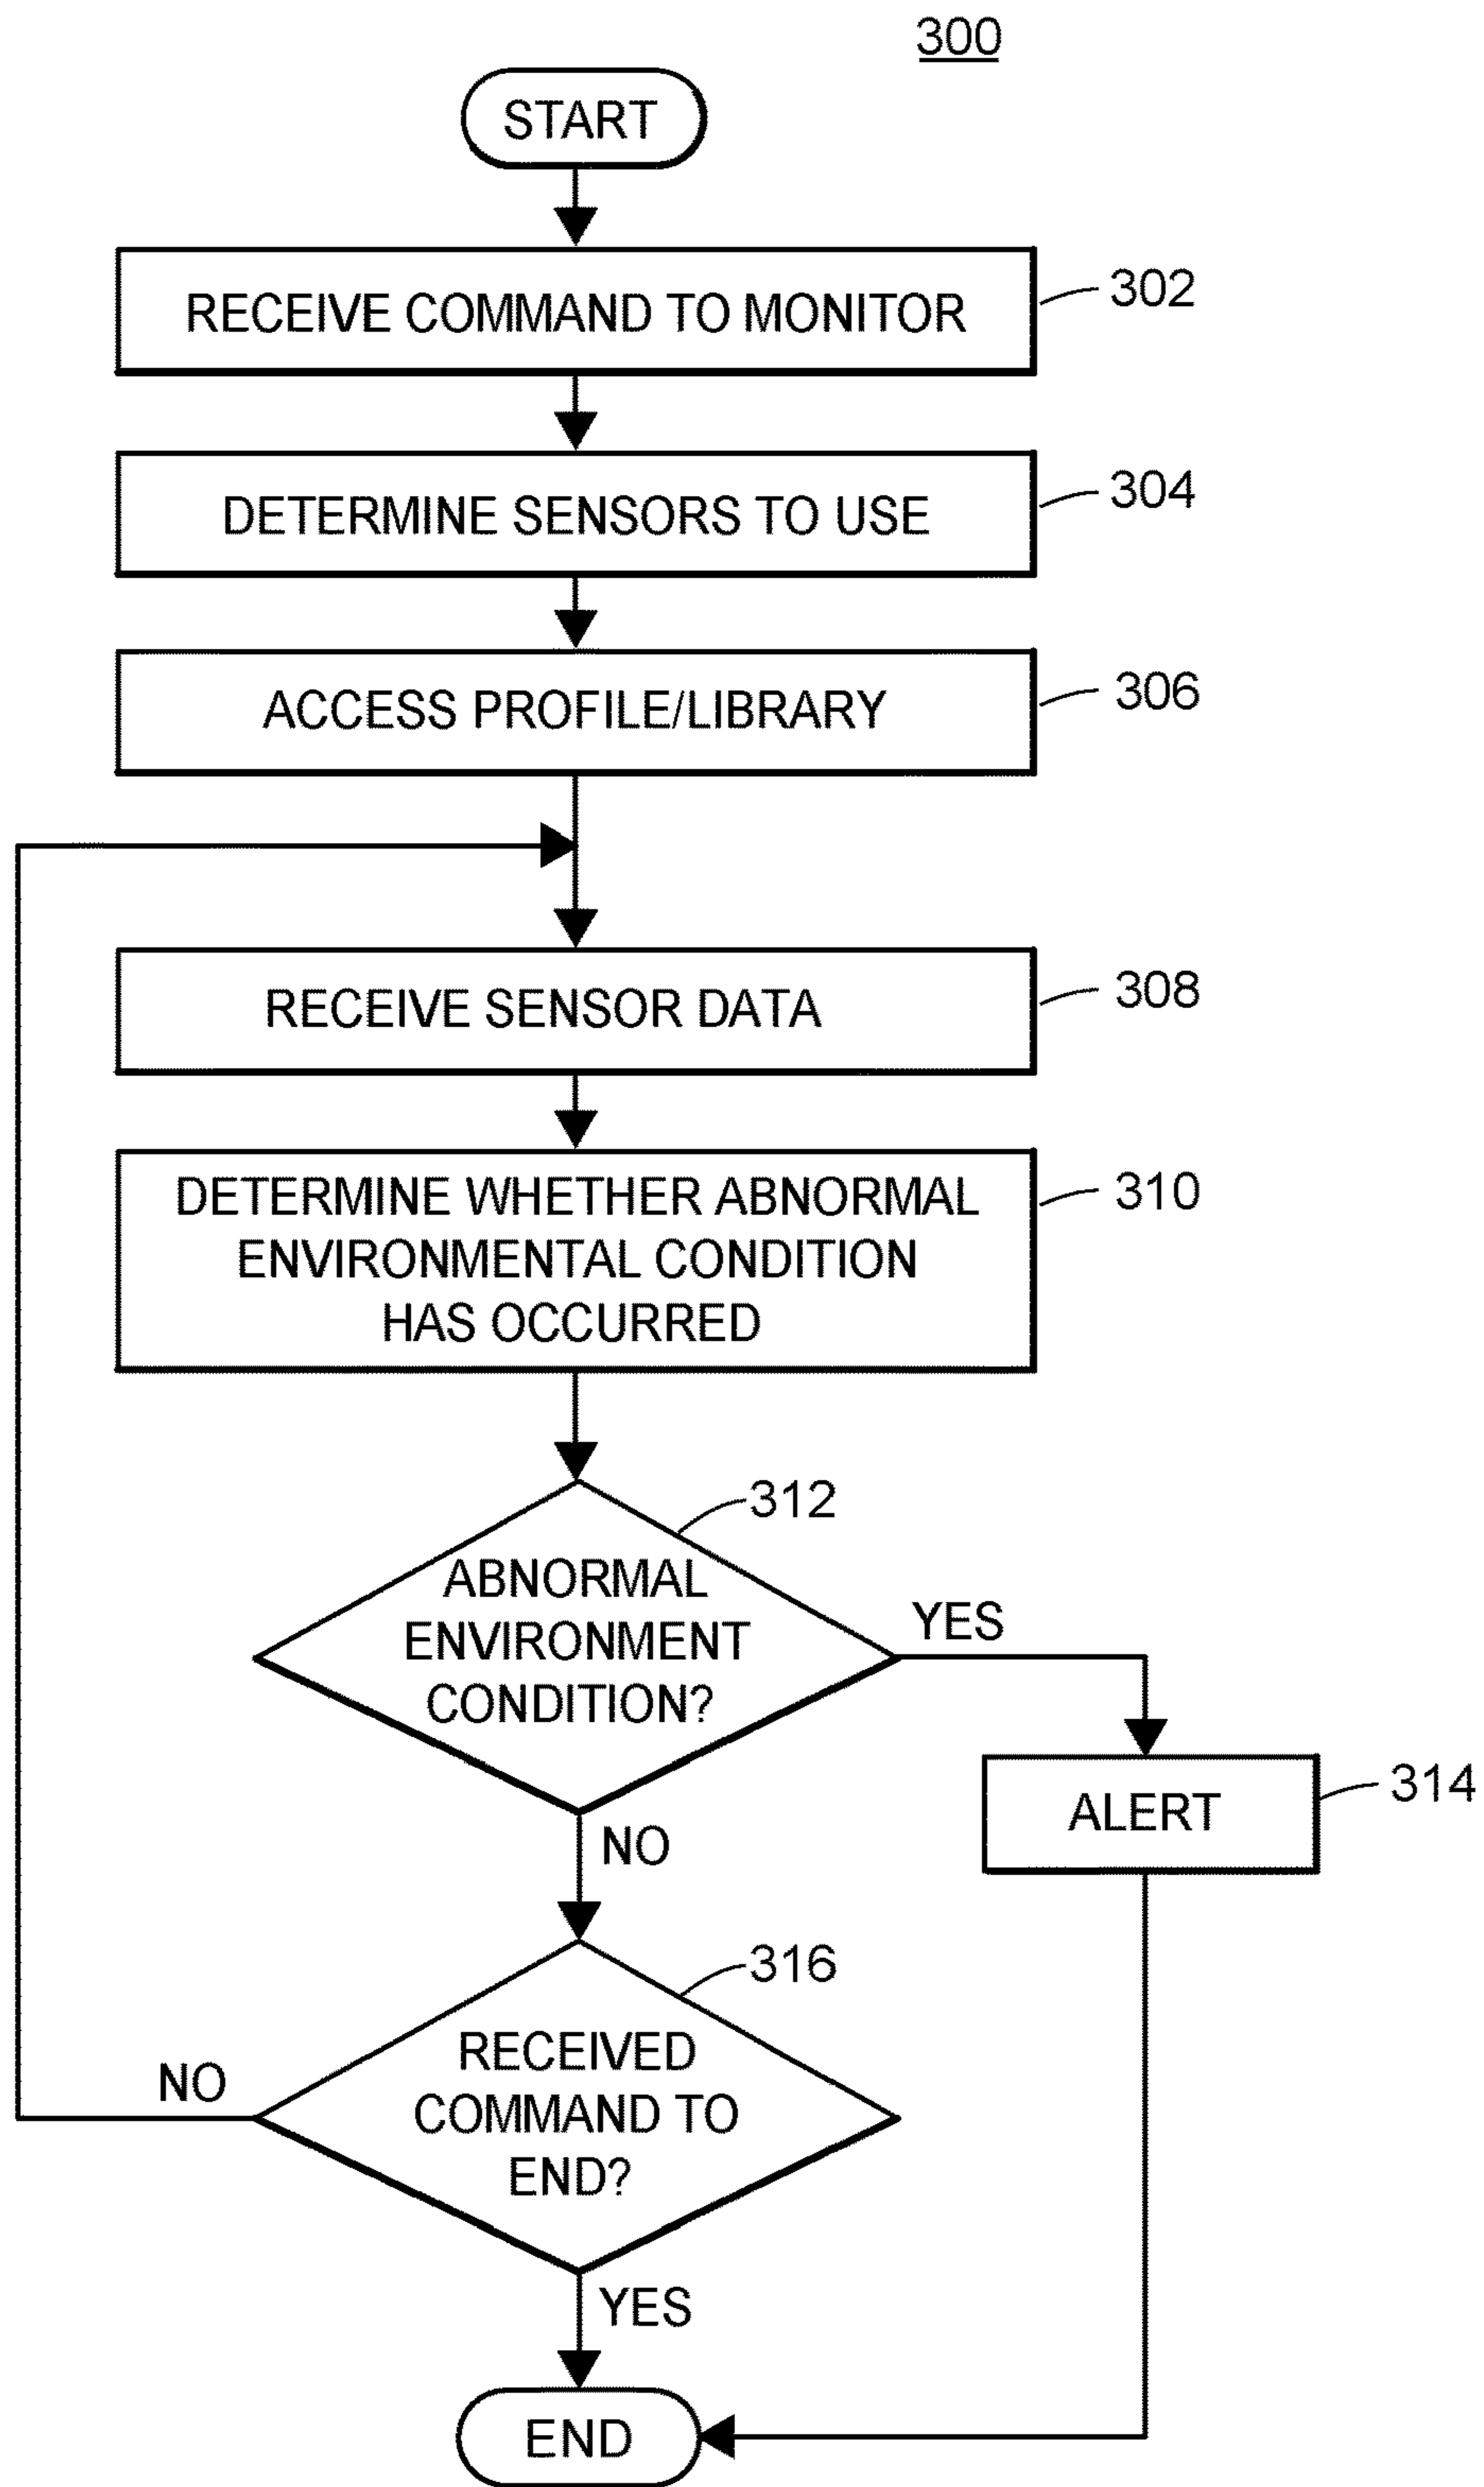 300
START
RECEIVE COMMAND TO MONITOR
302
DETERMINE SENSORS TO USE
304
ACCESS PROFILE/LIBRARY
306
RECEIVE SENSOR DATA
308
DETERMINE WHETHER ABNORMAL
ENVIRONMENTAL CONDITION
HAS OCCURRED
310
312
ABNORMAL
ENVIRONMENT
CONDITION?
YES
ALERT
314
NO
316
RECEIVED
COMMAND TO
END?
NO
YES
END